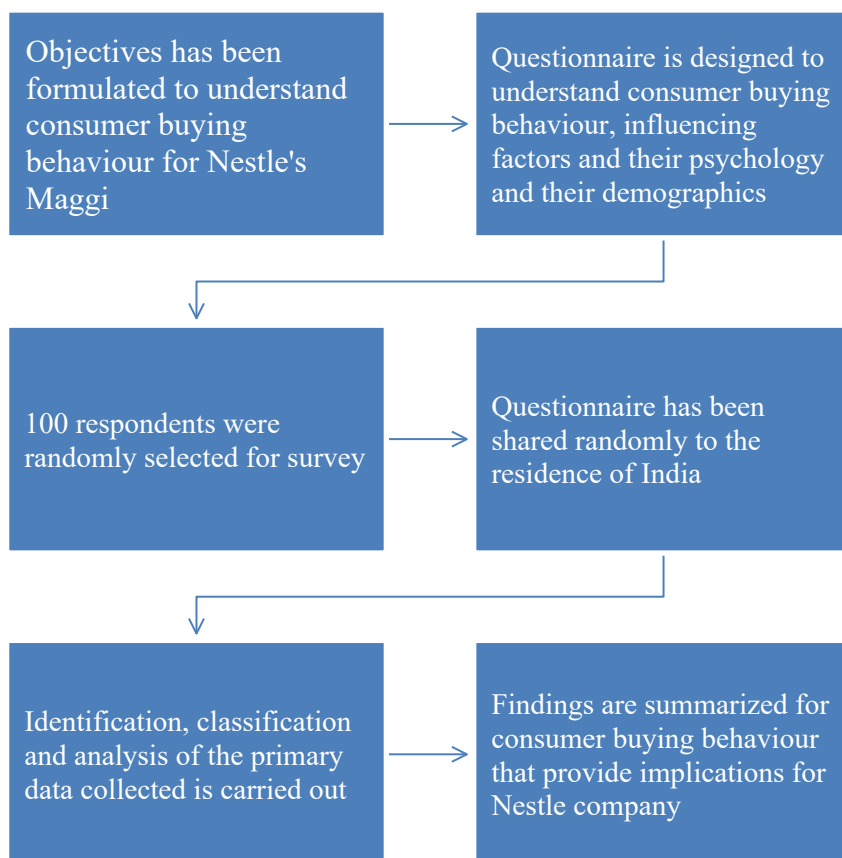 Objectives has been
formulated to understand
consumer buying
behaviour for Nestle's
Maggi
Questionnaire is designed to
understand consumer buying
behaviour, influencing
factors and their psychology
and their demographics
100 respondents were
randomly selected for survey
Questionnaire has been
shared randomly to the
residence of India
Identification, classification
and analysis of the primary
data collected is carried out
Findings are summarized for
consumer buying behaviour
that provide implications for
Nestle company